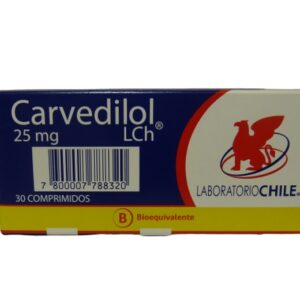 Carvedilol
25 mg LCh®
7 800007 788320
30 COMPRIMIDOS
LABORATORIOCHILE
B Bioequivalente